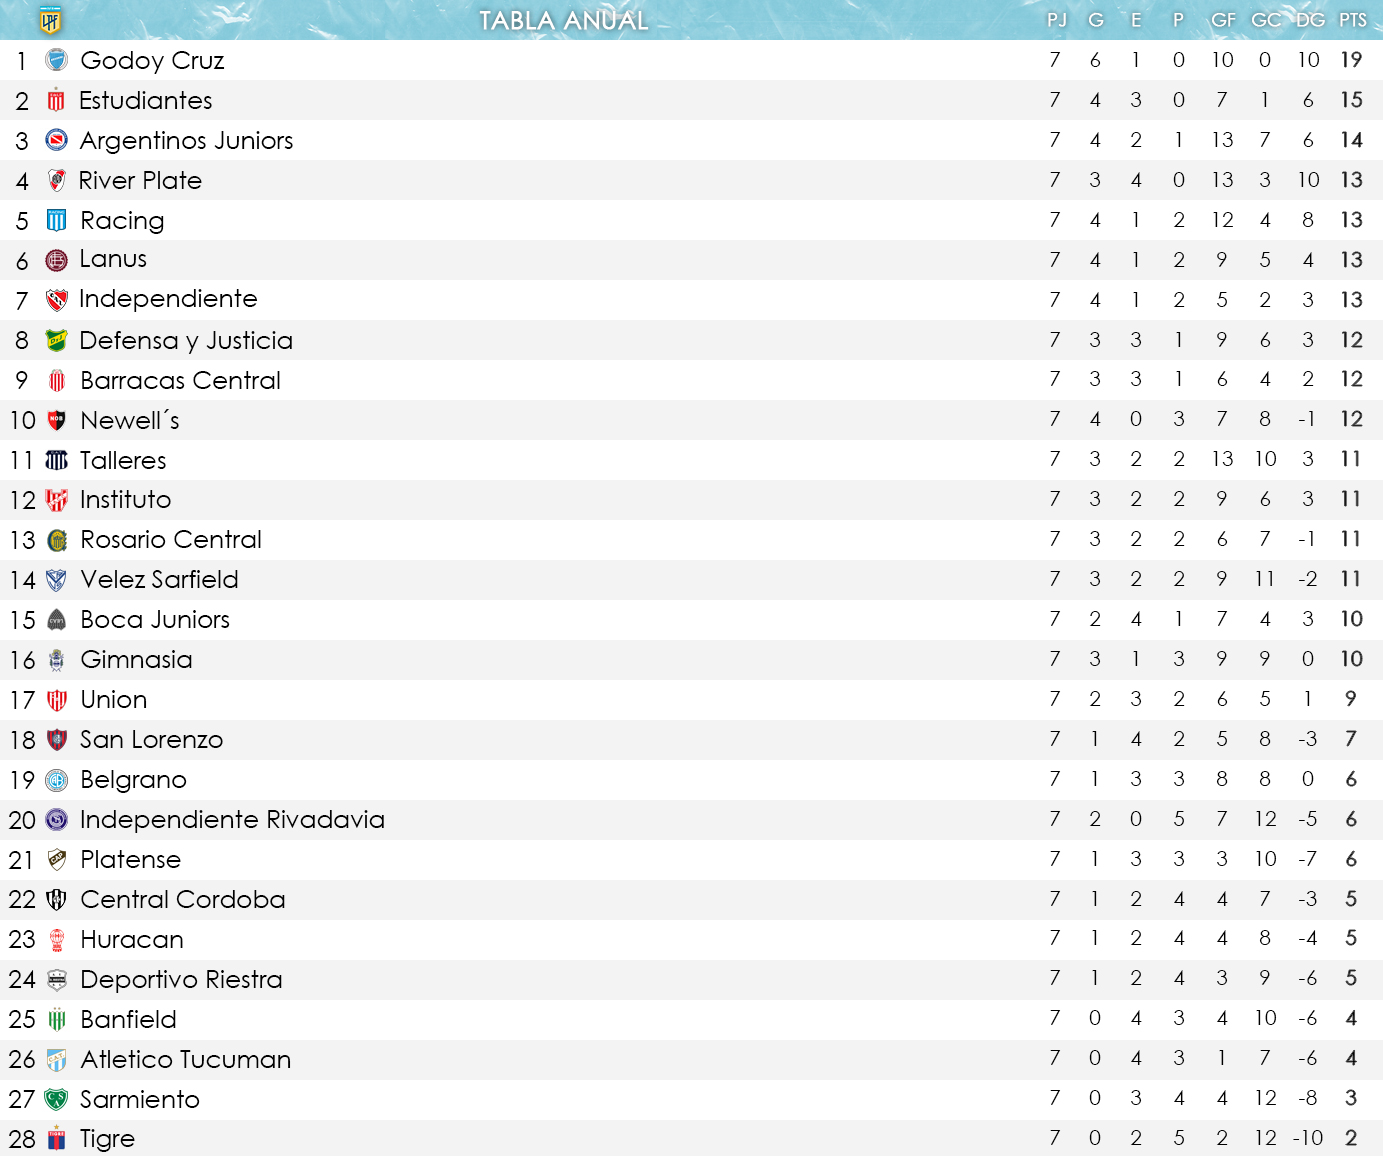 TABLA ANUAL PJ G E P GF GC DG PTS
1 Godoy Cruz 7 6 1 0 10 0 10 19
2 Estudiantes 7 4 3 0 7 1 6 15
3 Argentinos Juniors 7 4 2 1 13 7 6 14
4 River Plate 7 3 4 0 13 3 10 13
5 Racing 7 4 1 2 12 4 8 13
6 Lanus 7 4 1 2 9 5 4 13
7 Independiente 7 4 1 2 5 2 3 13
8 Defensa y Justicia 7 3 3 1 9 6 3 12
9 Barracas Central 7 3 3 1 6 4 2 12
10 Newell´s 7 4 0 3 7 8 -1 12
11 Talleres 7 3 2 2 13 10 3 11
12 Instituto 7 3 2 2 9 6 3 11
13 Rosario Central 7 3 2 2 6 7 -1 11
14 Velez Sarfield 7 3 2 2 9 11 -2 11
15 Boca Juniors 7 2 4 1 7 4 3 10
16 Gimnasia 7 3 1 3 9 9 0 10
17 Union 7 2 3 2 6 5 1 9
18 San Lorenzo 7 1 4 2 5 8 -3 7
19 Belgrano 7 1 3 3 8 8 0 6
20 Independiente Rivadavia 7 2 0 5 7 12 -5 6
21 Platense 7 1 3 3 3 10 -7 6
22 Central Cordoba 7 1 2 4 4 7 -3 5
23 Huracan 7 1 2 4 4 8 -4 5
24 Deportivo Riestra 7 1 2 4 3 9 -6 5
25 Banfield 7 0 4 3 4 10 -6 4
26 Atletico Tucuman 7 0 4 3 1 7 -6 4
27 Sarmiento 7 0 3 4 4 12 -8 3
28 Tigre 7 0 2 5 2 12 -10 2